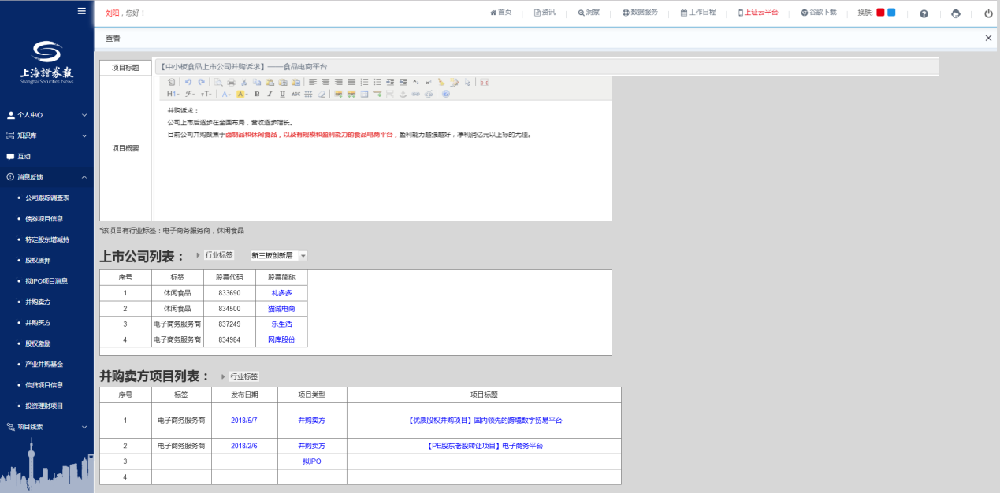 刘阳，您好！
首页
资讯
洞察
数据服务
工作日程
上证云平台
谷歌下载
换肤:
查看
上海證券報
Shanghai Securities News
个人中心
知识库
互动
消息反馈
公司跟踪调查表
债券项目信息
特定股东增减持
股权质押
拟IPO项目消息
并购卖方
并购买方
股权激励
产业并购基金
信贷项目信息
投资理财项目
项目线索
项目标题
【中小板食品上市公司并购诉求】——食品电商平台
项目概要
并购诉求：
公司上市后逐步在全国布局，营收逐步增长。
目前公司并购聚焦于卤制品和休闲食品，以及有规模和盈利能力的食品电商平台，盈利能力越强越好，净利润亿元以上标的尤佳。
*该项目有行业标签：电子商务服务商，休闲食品
上市公司列表： 行业标签 新三板创新层
序号 标签 股票代码 股票简称
1 休闲食品 833690 礼多多
2 休闲食品 834500 猫诚电商
3 电子商务服务商 837249 乐生活
4 电子商务服务商 834984 网库股份
并购卖方项目列表： 行业标签
序号 标签 发布日期 项目类型 项目标题
1 电子商务服务商 2018/5/7 并购卖方 【优质股权并购项目】国内领先的跨境数字贸易平台
2 电子商务服务商 2018/2/6 并购卖方 【PE股东老股转让项目】电子商务平台
3 拟IPO
4